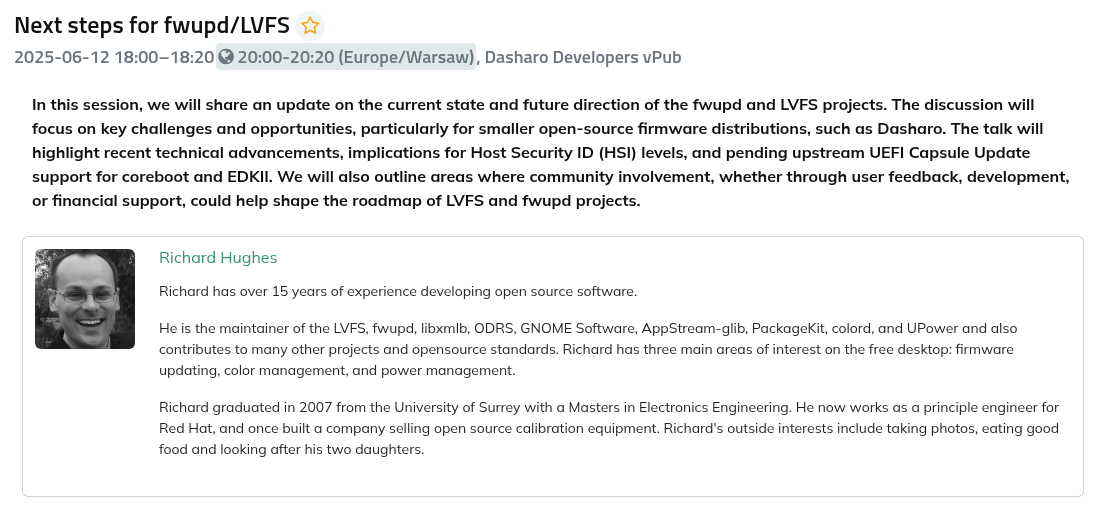 Next steps for fwupd/LVFS
2025-06-12 18:00–18:20 20:00-20:20 (Europe/Warsaw), Dasharo Developers vPub
In this session, we will share an update on the current state and future direction of the fwupd and LVFS projects. The discussion will
focus on key challenges and opportunities, particularly for smaller open-source firmware distributions, such as Dasharo. The talk will
highlight recent technical advancements, implications for Host Security ID (HSI) levels, and pending upstream UEFI Capsule Update
support for coreboot and EDKII. We will also outline areas where community involvement, whether through user feedback, development,
or financial support, could help shape the roadmap of LVFS and fwupd projects.
Richard Hughes
Richard has over 15 years of experience developing open source software.
He is the maintainer of the LVFS, fwupd, libxmlb, ODRS, GNOME Software, AppStream-glib, PackageKit, colord, and UPower and also
contributes to many other projects and opensource standards. Richard has three main areas of interest on the free desktop: firmware
updating, color management, and power management.
Richard graduated in 2007 from the University of Surrey with a Masters in Electronics Engineering. He now works as a principle engineer for
Red Hat, and once built a company selling open source calibration equipment. Richard's outside interests include taking photos, eating good
food and looking after his two daughters.